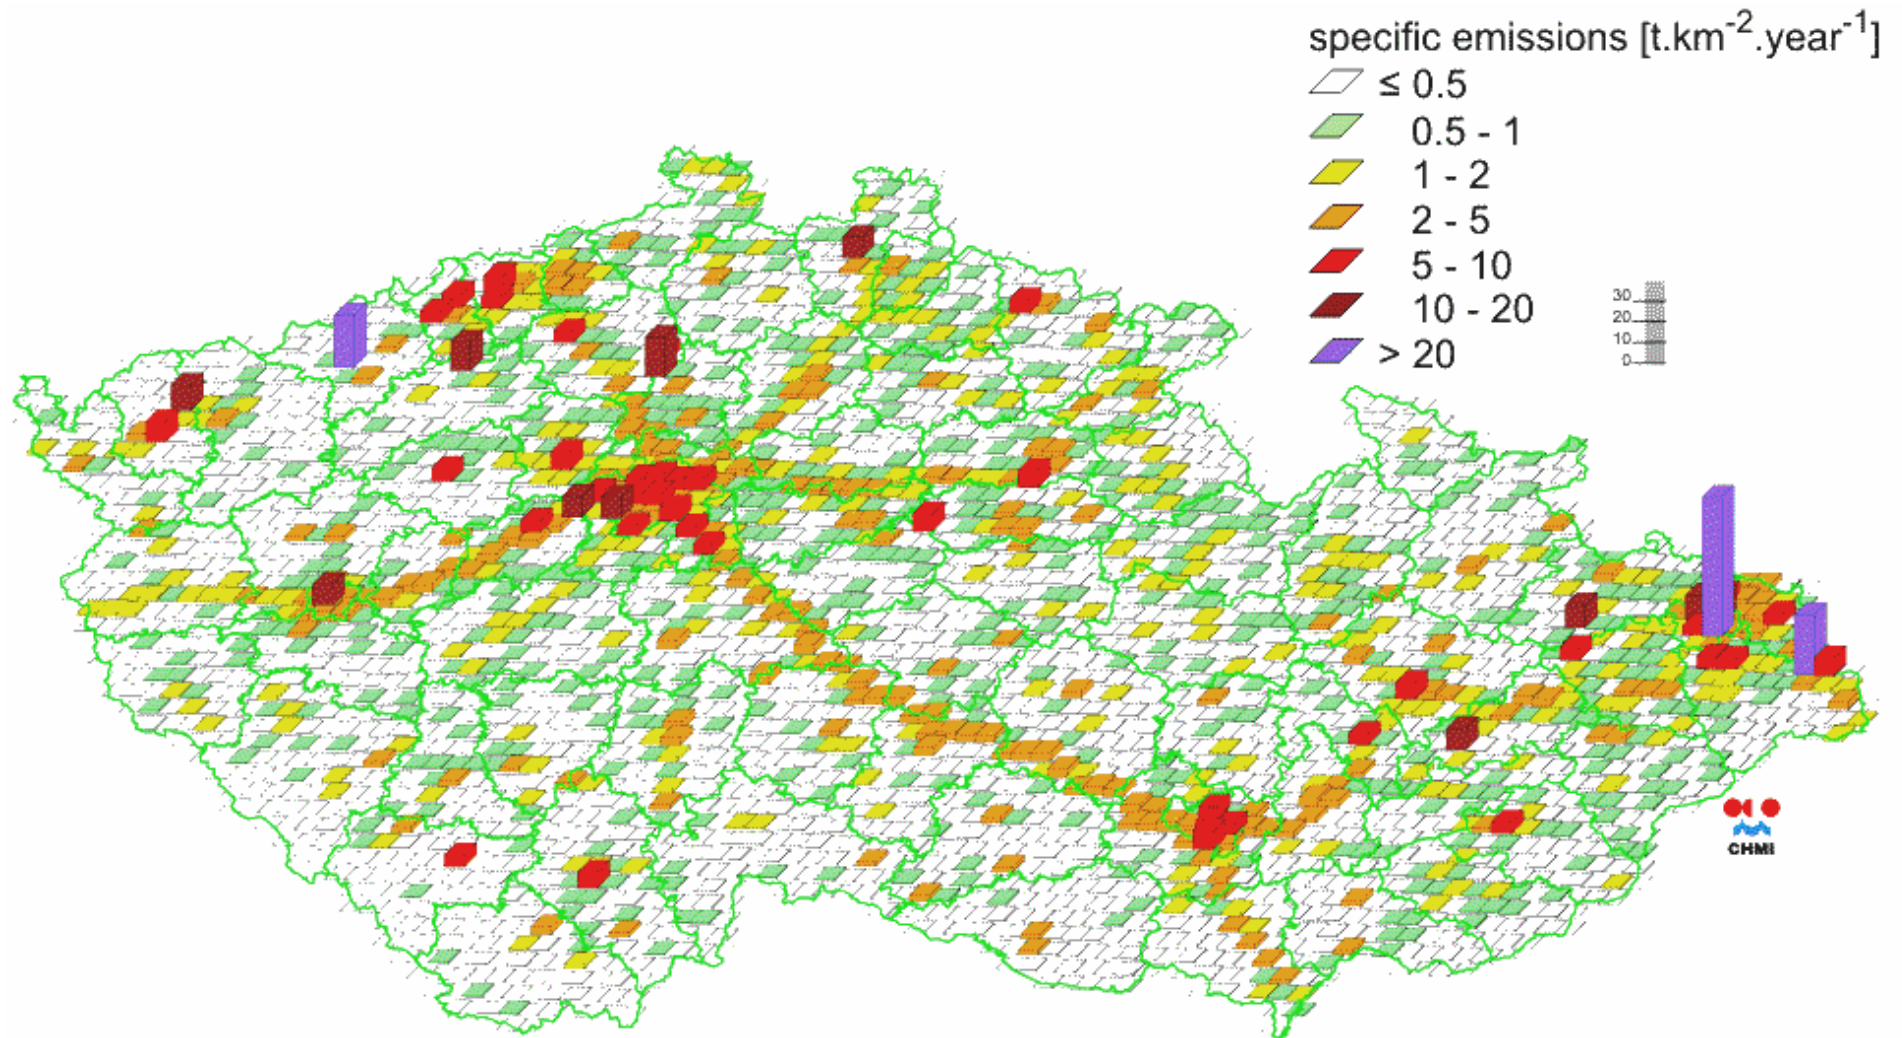 specific emissions [t.km⁻².year⁻¹]
≤ 0.5
0.5 - 1
1 - 2
2 - 5
5 - 10
10 - 20
> 20
30
20
10
0
CHMI